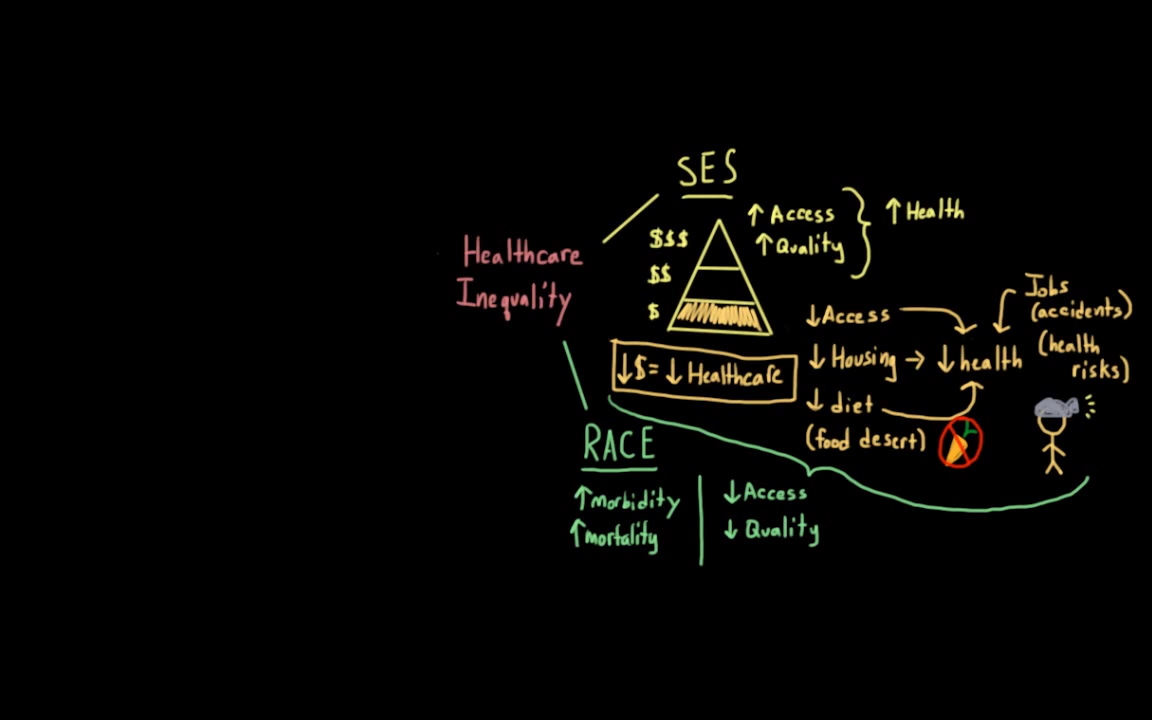 SES
↑ Access
↑ Quality
↑ Health
Healthcare
Inequality
$$$
$$
$
Jobs
(accidents)
(health
risks)
↓ Access
↓ Housing → ↓ health
↓ diet
(food desert)
↓$ = ↓ Healthcare
RACE
↑ morbidity
↑ mortality
↓ Access
↓ Quality